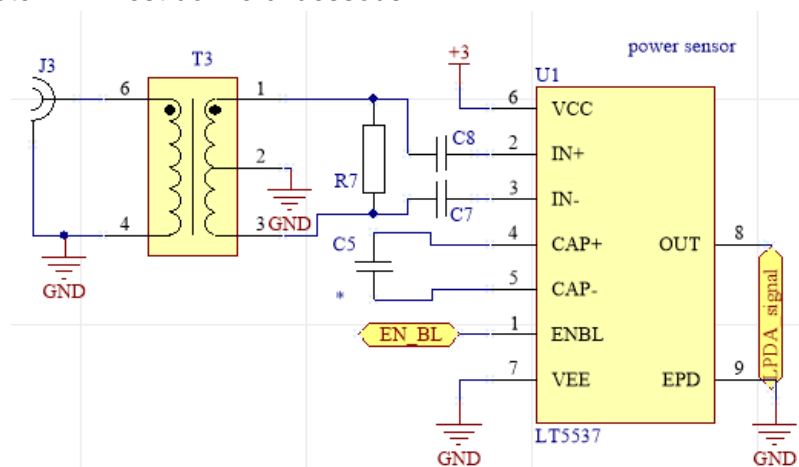 power sensor
J3
T3
+3
U1
6
1
6
VCC
C8
2
IN+
2
R7
3
IN-
4
3
GND
C7
C5
4
CAP+
OUT
8
GND
*
5
CAP-
LPDA_signal
EN_BL
1
ENBL
7
VEE
EPD
9
LT5537
GND
GND